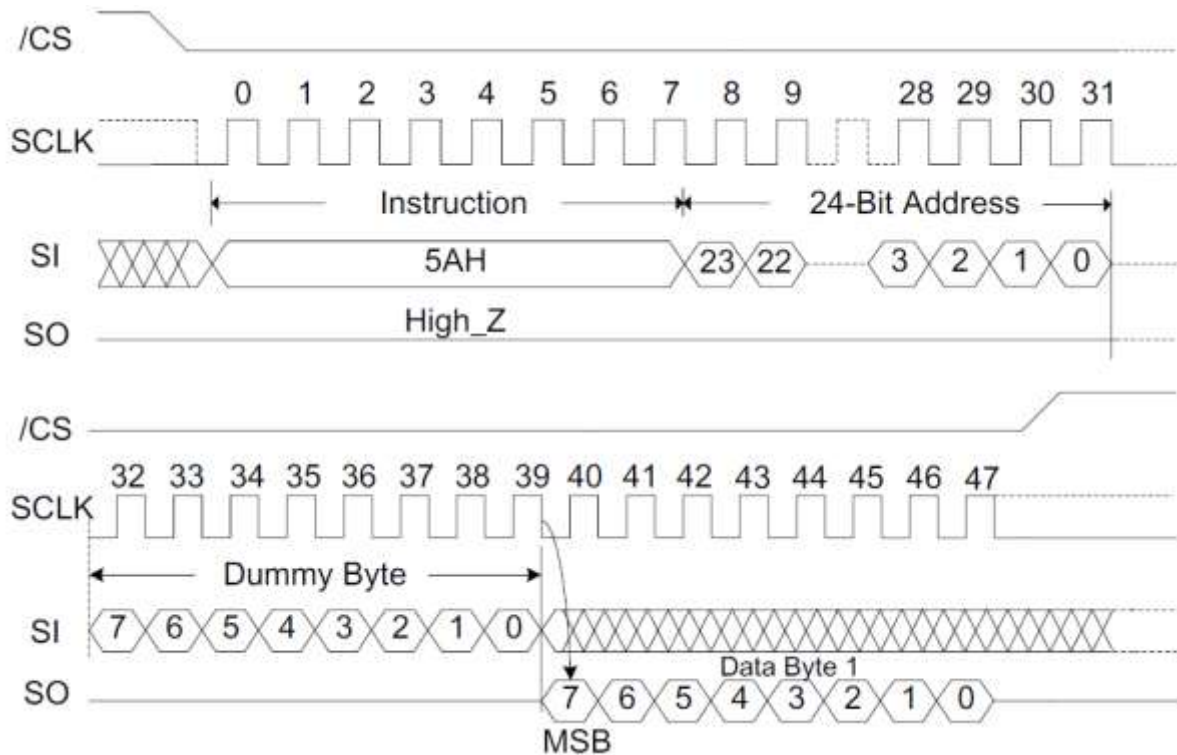 /CS
0 1 2 3 4 5 6 7 8 9 28 29 30 31
SCLK
Instruction 24-Bit Address
SI 5AH 23 22 3 2 1 0
High_Z
SO
/CS
32 33 34 35 36 37 38 39 40 41 42 43 44 45 46 47
SCLK
Dummy Byte
SI 7 6 5 4 3 2 1 0
Data Byte 1
SO 7 6 5 4 3 2 1 0
MSB